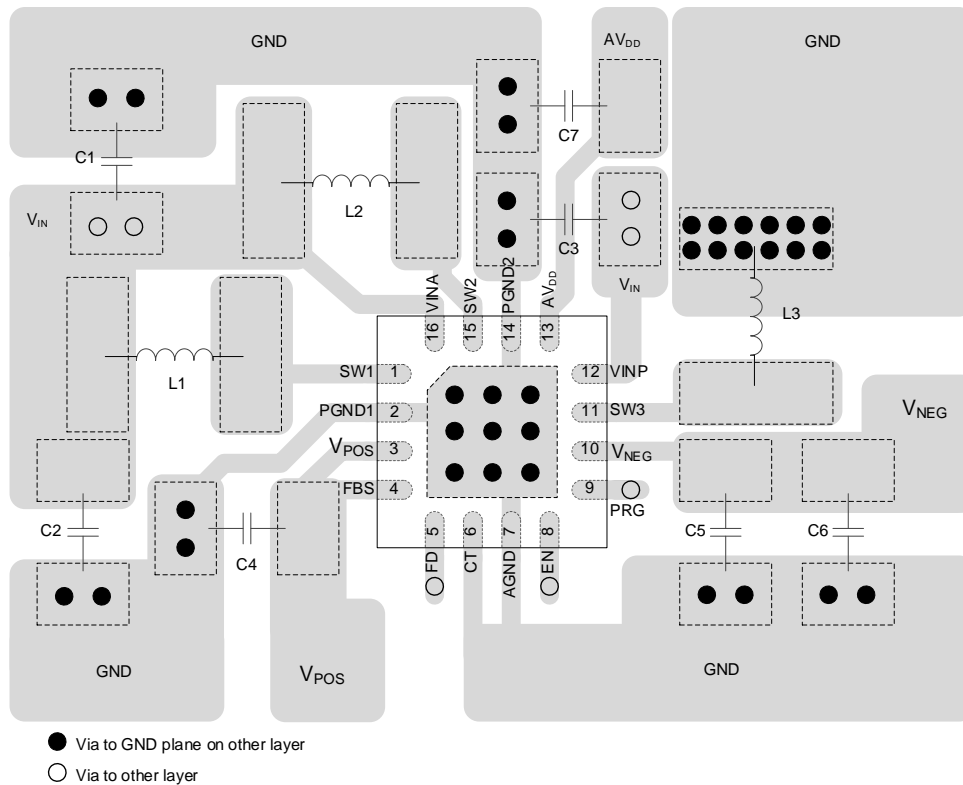 GND
AVDD
GND
C7
C1
L2
C3
VIN
VIN
L3
16 VINA
15 SW2
14 PGND2
13 AVDD
SW1 1
12 VINP
L1
PGND1 2
11 SW3
VNEG
VPOS 3
10 VNEG
FBS 4
9
PRG
C2
C4
5 FD
6 CT
7 AGND
8 EN
C5
C6
GND
VPOS
GND
Via to GND plane on other layer
Via to other layer